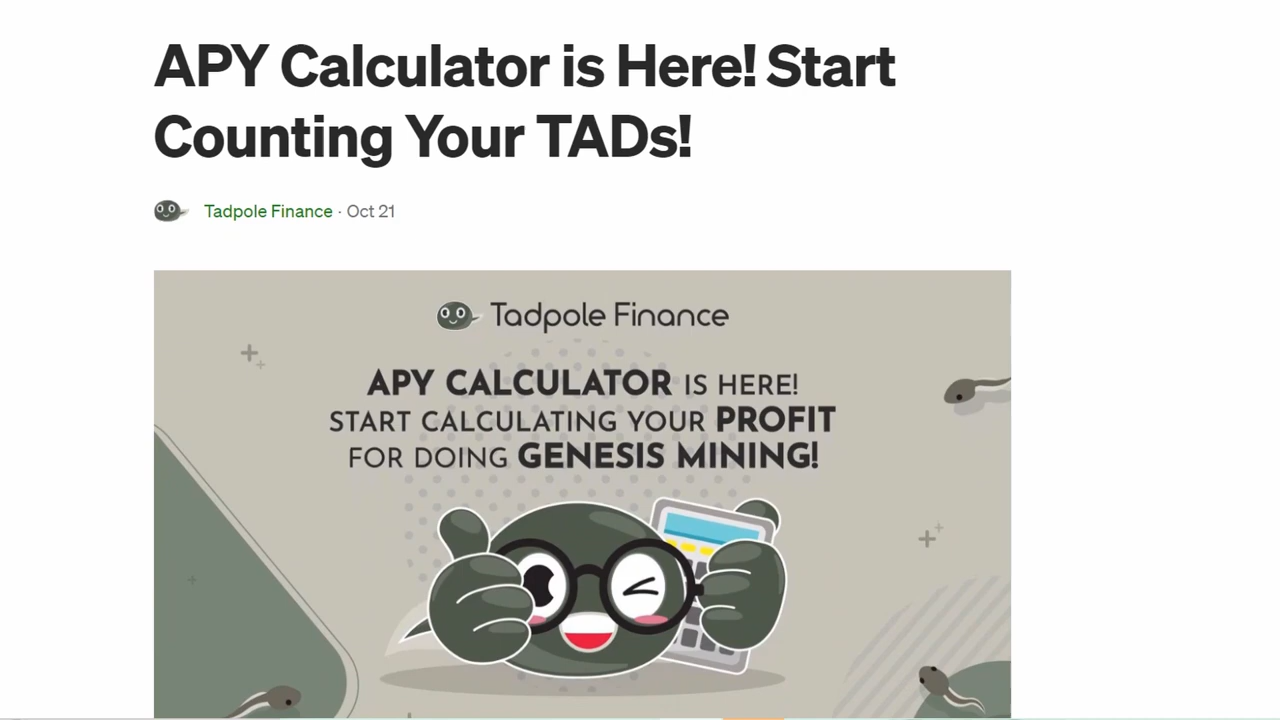 APY Calculator is Here! Start
Counting Your TADs!
Tadpole Finance · Oct 21
Tadpole Finance
APY CALCULATOR IS HERE!
START CALCULATING YOUR PROFIT
FOR DOING GENESIS MINING!